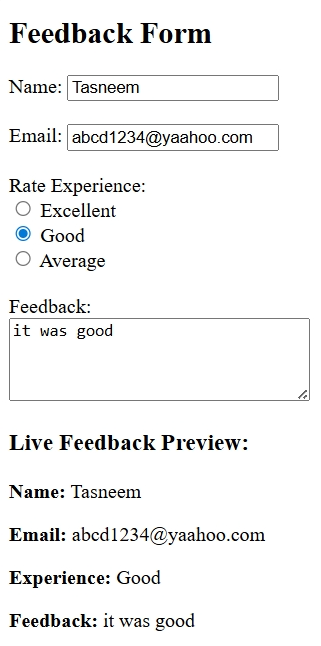 Feedback Form
Name: Tasneem
Email: abcd1234@yaahoo.com
Rate Experience:
Excellent
Good
Average
Feedback:
it was good
Live Feedback Preview:
Name: Tasneem
Email: abcd1234@yaahoo.com
Experience: Good
Feedback: it was good